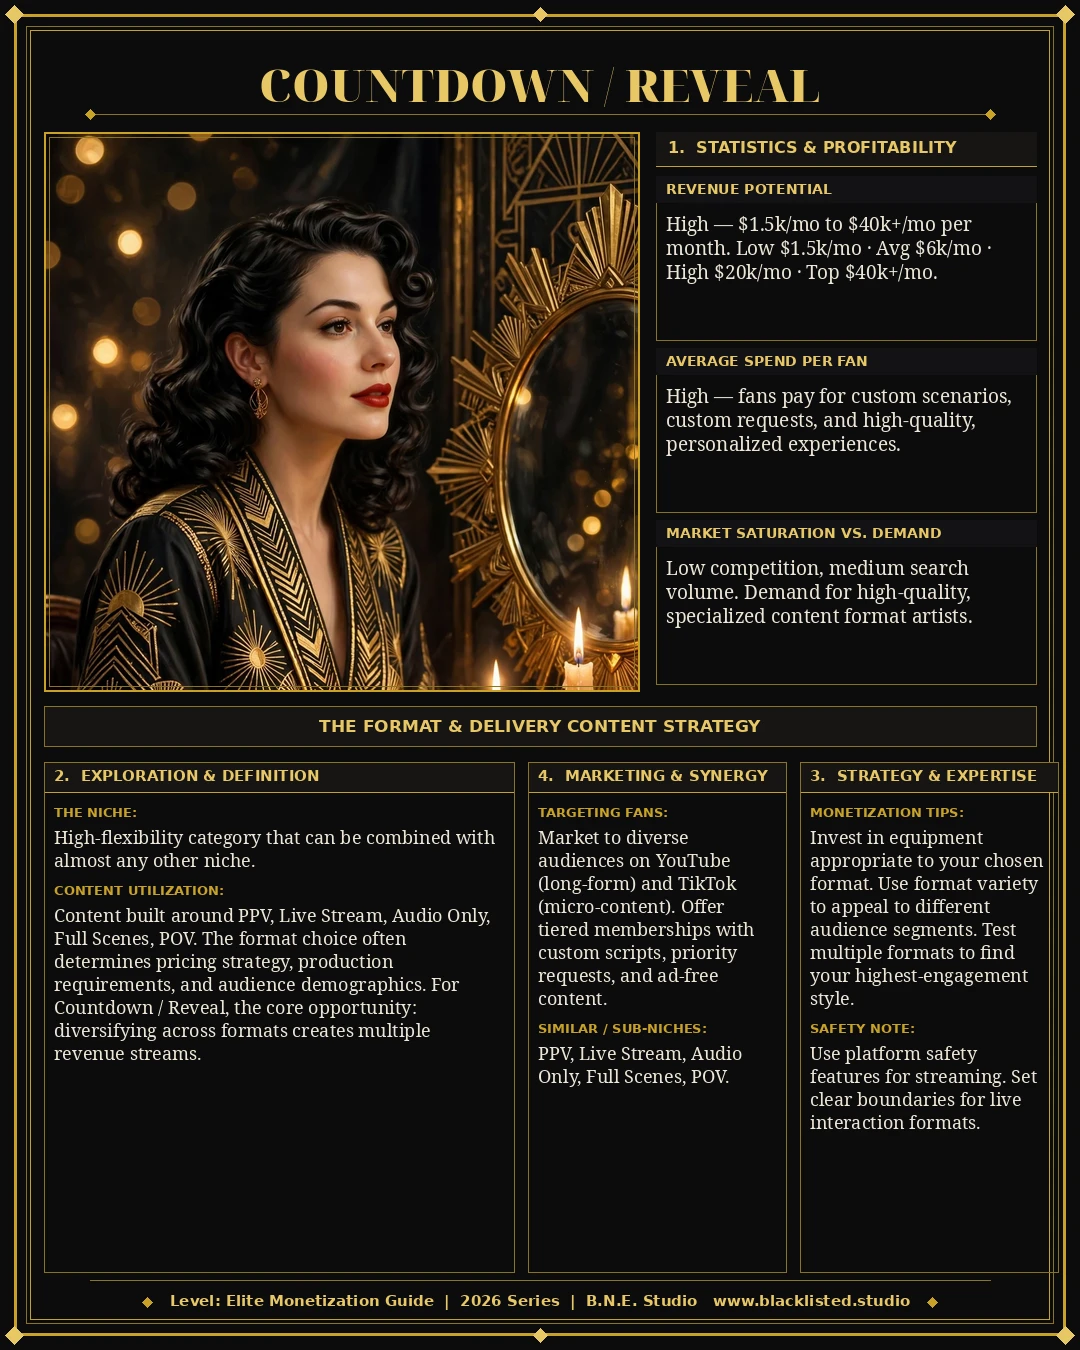 COUNTDOWN / REVEAL
1. STATISTICS & PROFITABILITY
REVENUE POTENTIAL
High — $1.5k/mo to $40k+/mo per
month. Low $1.5k/mo · Avg $6k/mo ·
High $20k/mo · Top $40k+/mo.
AVERAGE SPEND PER FAN
High — fans pay for custom scenarios,
custom requests, and high-quality,
personalized experiences.
MARKET SATURATION VS. DEMAND
Low competition, medium search
volume. Demand for high-quality,
specialized content format artists.
THE FORMAT & DELIVERY CONTENT STRATEGY
2. EXPLORATION & DEFINITION
THE NICHE:
High-flexibility category that can be combined with
almost any other niche.
CONTENT UTILIZATION:
Content built around PPV, Live Stream, Audio Only,
Full Scenes, POV. The format choice often
determines pricing strategy, production
requirements, and audience demographics. For
Countdown / Reveal, the core opportunity:
diversifying across formats creates multiple
revenue streams.
4. MARKETING & SYNERGY
TARGETING FANS:
Market to diverse
audiences on YouTube
(long-form) and TikTok
(micro-content). Offer
tiered memberships with
custom scripts, priority
requests, and ad-free
content.
SIMILAR / SUB-NICHES:
PPV, Live Stream, Audio
Only, Full Scenes, POV.
3. STRATEGY & EXPERTISE
MONETIZATION TIPS:
Invest in equipment
appropriate to your chosen
format. Use format variety
to appeal to different
audience segments. Test
multiple formats to find
your highest-engagement
style.
SAFETY NOTE:
Use platform safety
features for streaming. Set
clear boundaries for live
interaction formats.
Level: Elite Monetization Guide | 2026 Series | B.N.E. Studio www.blacklisted.studio